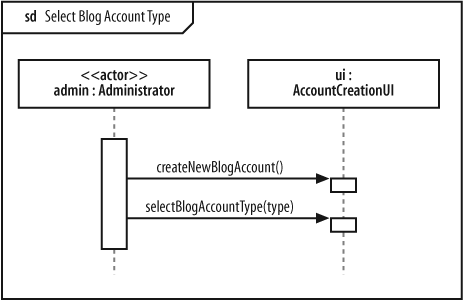 sd Select Blog Account Type
<<actor>>
admin : Administrator
ui :
AccountCreationUI
createNewBlogAccount()
selectBlogAccountType(type)